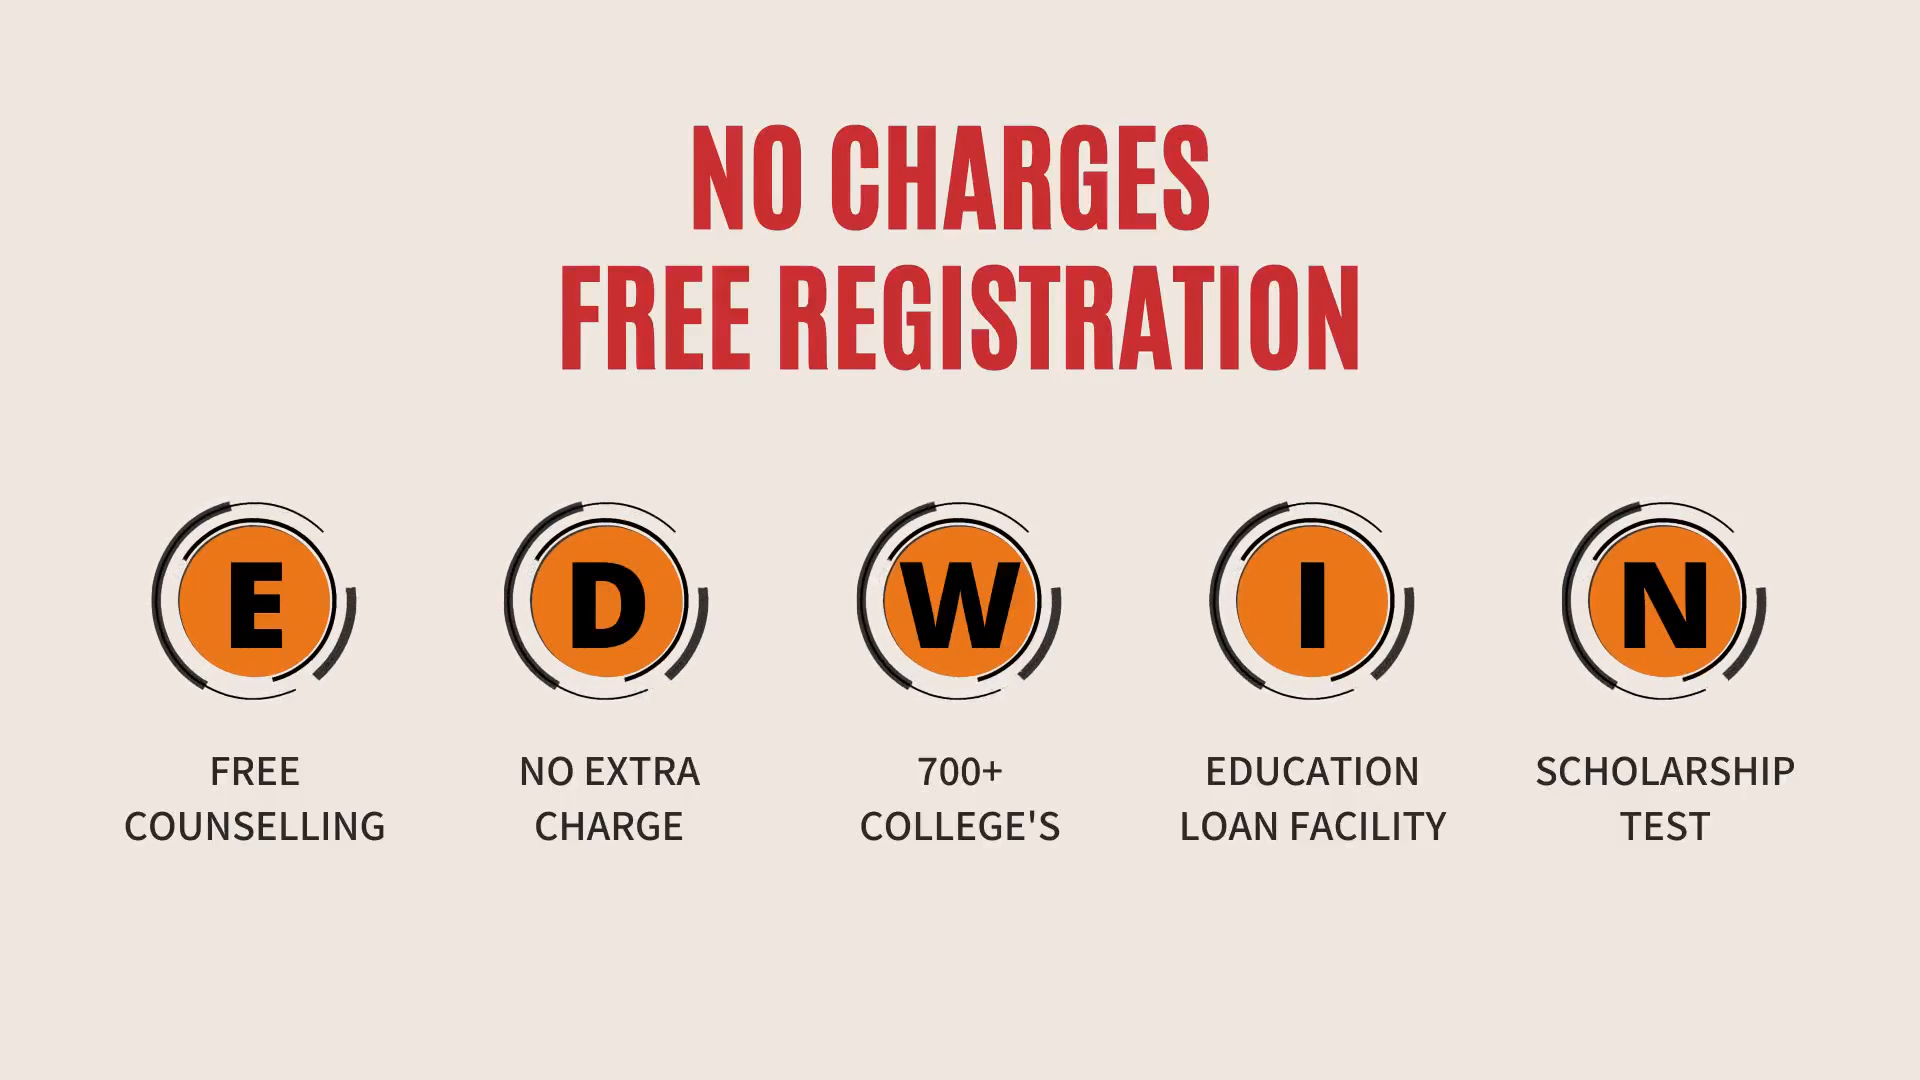 NO CHARGES
FREE REGISTRATION
E D W I N
FREE
COUNSELLING
NO EXTRA
CHARGE
700+
COLLEGE'S
EDUCATION
LOAN FACILITY
SCHOLARSHIP
TEST